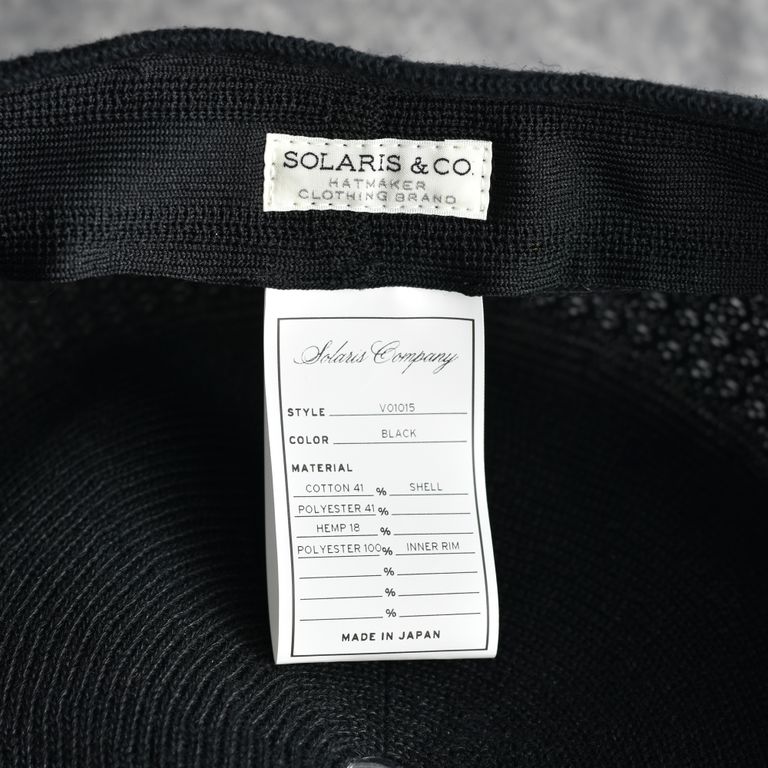 SOLARIS & CO.
HATMAKER
CLOTHING BRAND
Solaris Company
STYLE V01015
COLOR BLACK
MATERIAL
COTTON 41 % SHELL
POLYESTER 41 %
HEMP 18 %
POLYESTER 100 % INNER RIM
%
%
%
MADE IN JAPAN